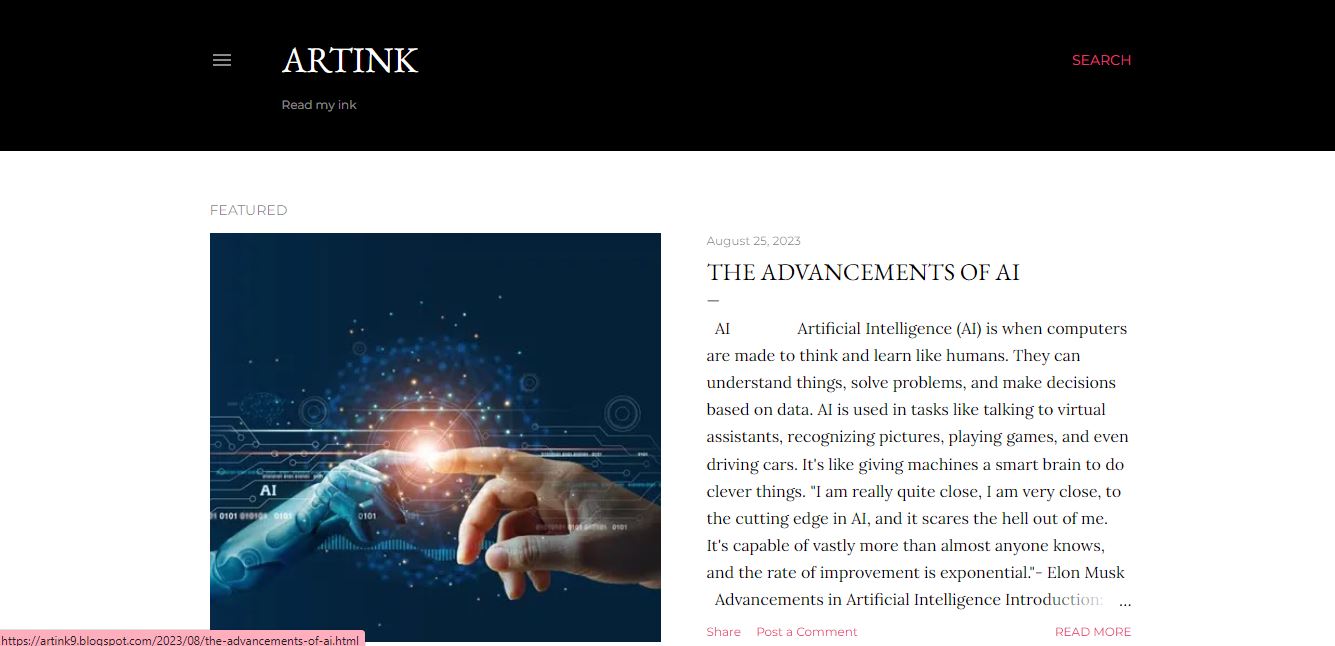 ARTINK
SEARCH
Read my ink
FEATURED
August 25, 2023
THE ADVANCEMENTS OF AI
AI Artificial Intelligence (AI) is when computers
are made to think and learn like humans. They can
understand things, solve problems, and make decisions
based on data. AI is used in tasks like talking to virtual
assistants, recognizing pictures, playing games, and even
driving cars. It's like giving machines a smart brain to do
clever things. "I am really quite close, I am very close, to
the cutting edge in AI, and it scares the hell out of me.
It's capable of vastly more than almost anyone knows,
and the rate of improvement is exponential."- Elon Musk
Advancements in Artificial Intelligence Introduction: ...
AI
0101
0101
Share Post a Comment READ MORE
https://artink9.blogspot.com/2023/08/the-advancements-of-ai.html